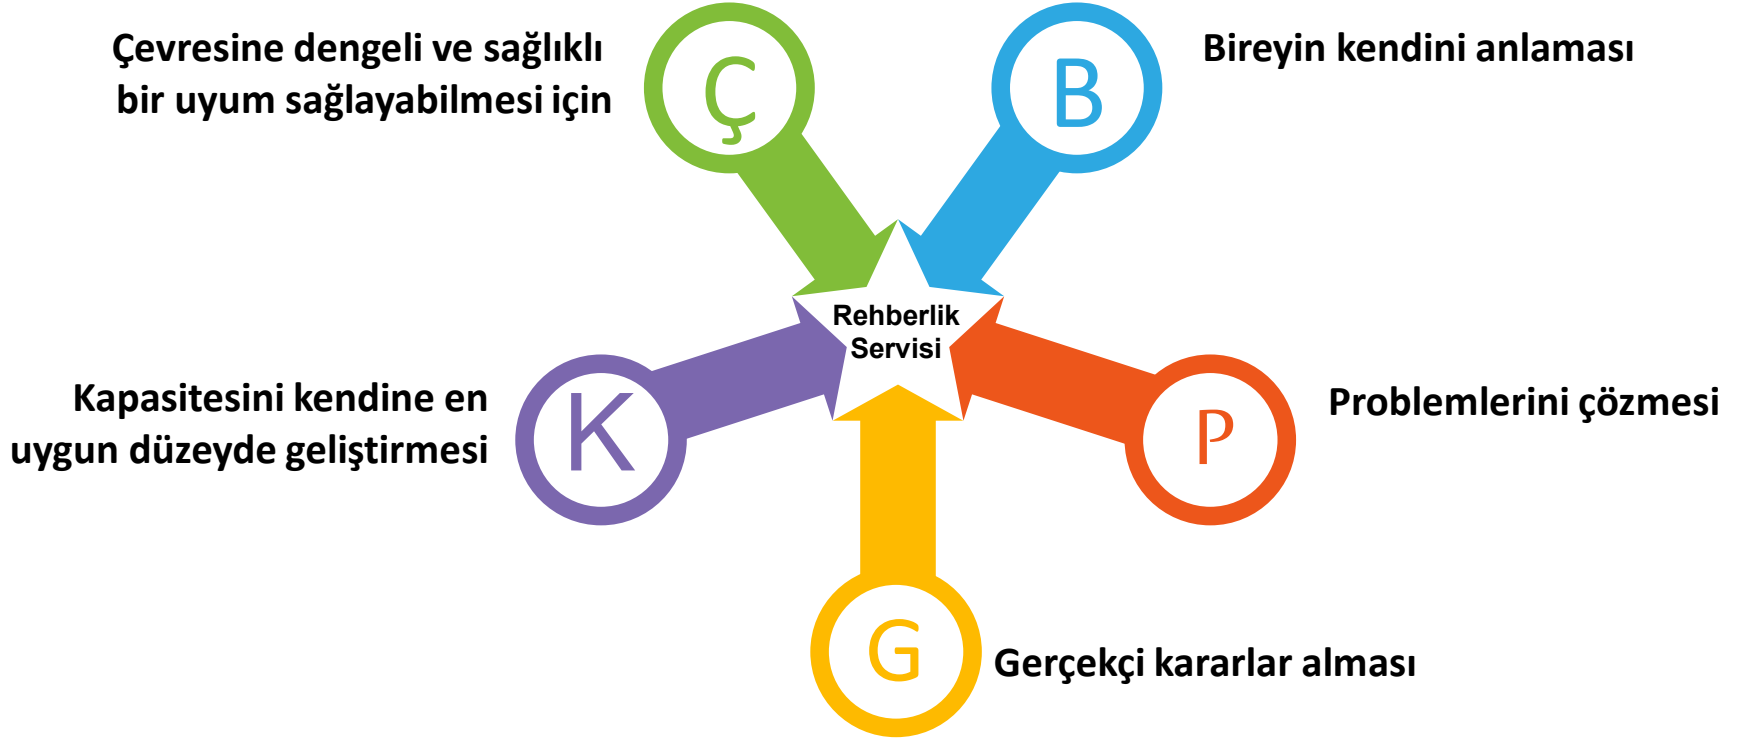 Çevresine dengeli ve sağlıklı
bir uyum sağlayabilmesi için
Ç
B
Bireyin kendini anlaması
Rehberlik
Servisi
Kapasitesini kendine en
uygun düzeyde geliştirmesi
K
P
Problemlerini çözmesi
G
Gerçekçi kararlar alması